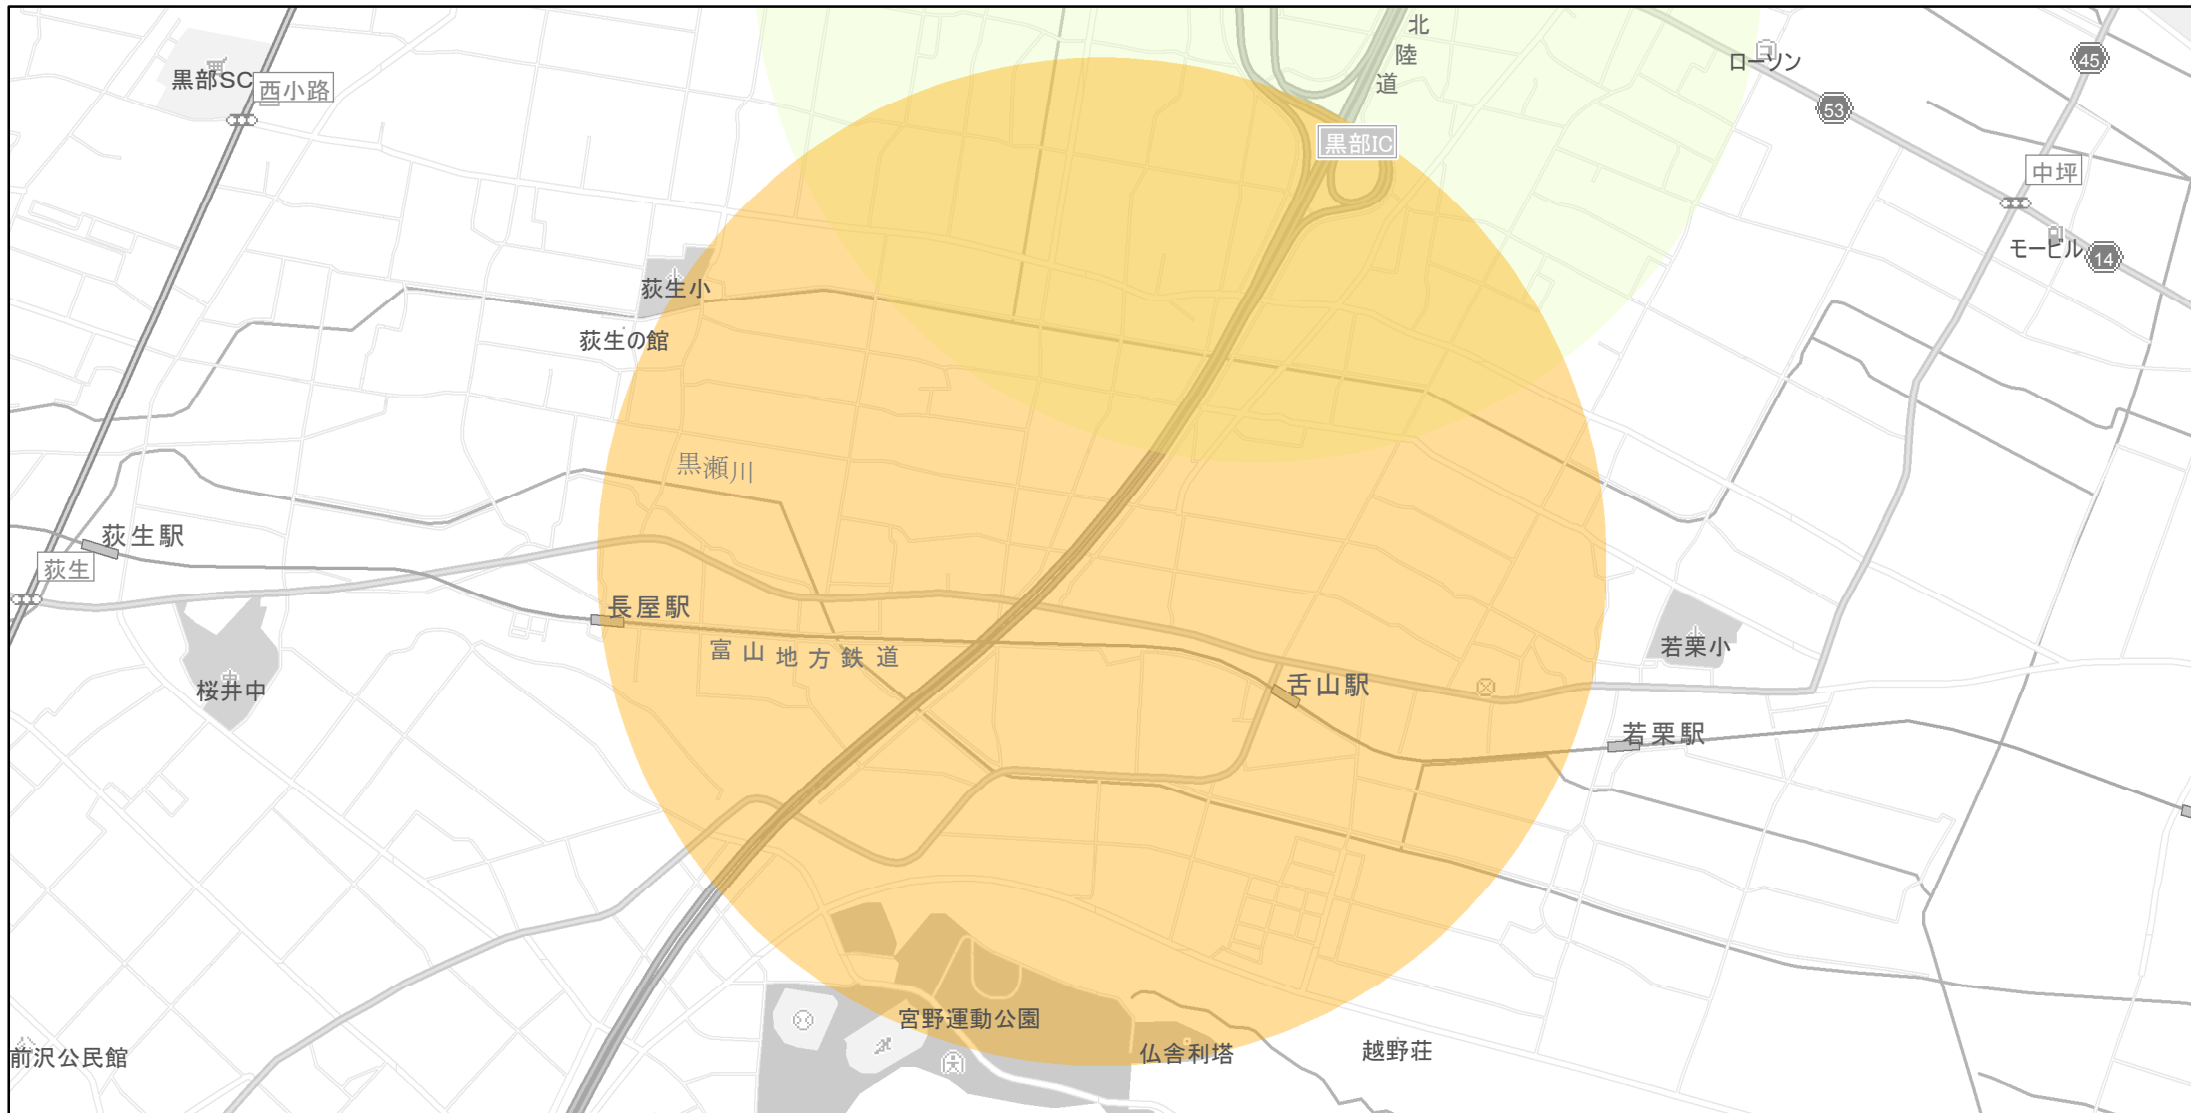 北陸道
ローソン
45
黒部SC
西小路
53
黒部IC
中坪
モービル
14
荻生小
荻生の館
黒瀬川
荻生駅
荻生
長屋駅
富山地方鉄道
若栗小
桜井中
舌山駅
若栗駅
宮野運動公園
仏舎利塔
越野荘
前沢公民館